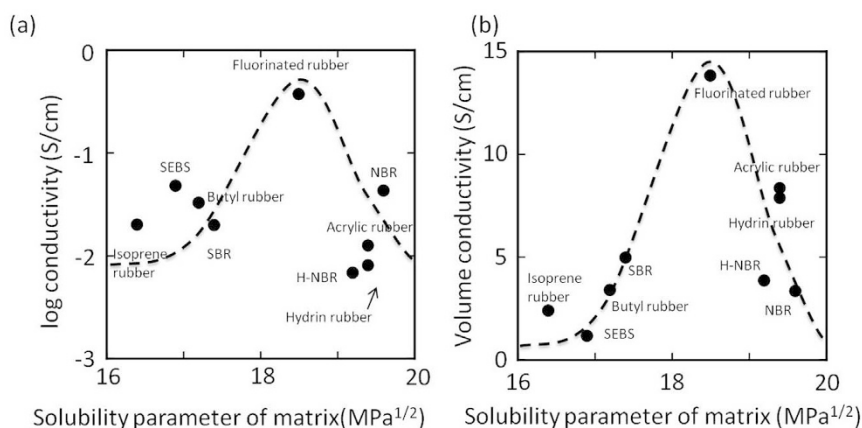 (a)
0
-1
-2
-3
log conductivity (S/cm)
Fluorinated rubber
SEBS
Butyl rubber
NBR
Isoprene
rubber
SBR
Acrylic rubber
H-NBR
Hydrin rubber
16
18
20
Solubility parameter of matrix(MPa1/2)
(b)
15
10
5
0
Volume conductivity (S/cm)
Fluorinated rubber
Acrylic rubber
Hydrin rubber
SBR
H-NBR
Isoprene
rubber
Butyl rubber
NBR
SEBS
16
18
20
Solubility parameter of matrix (MPa1/2)